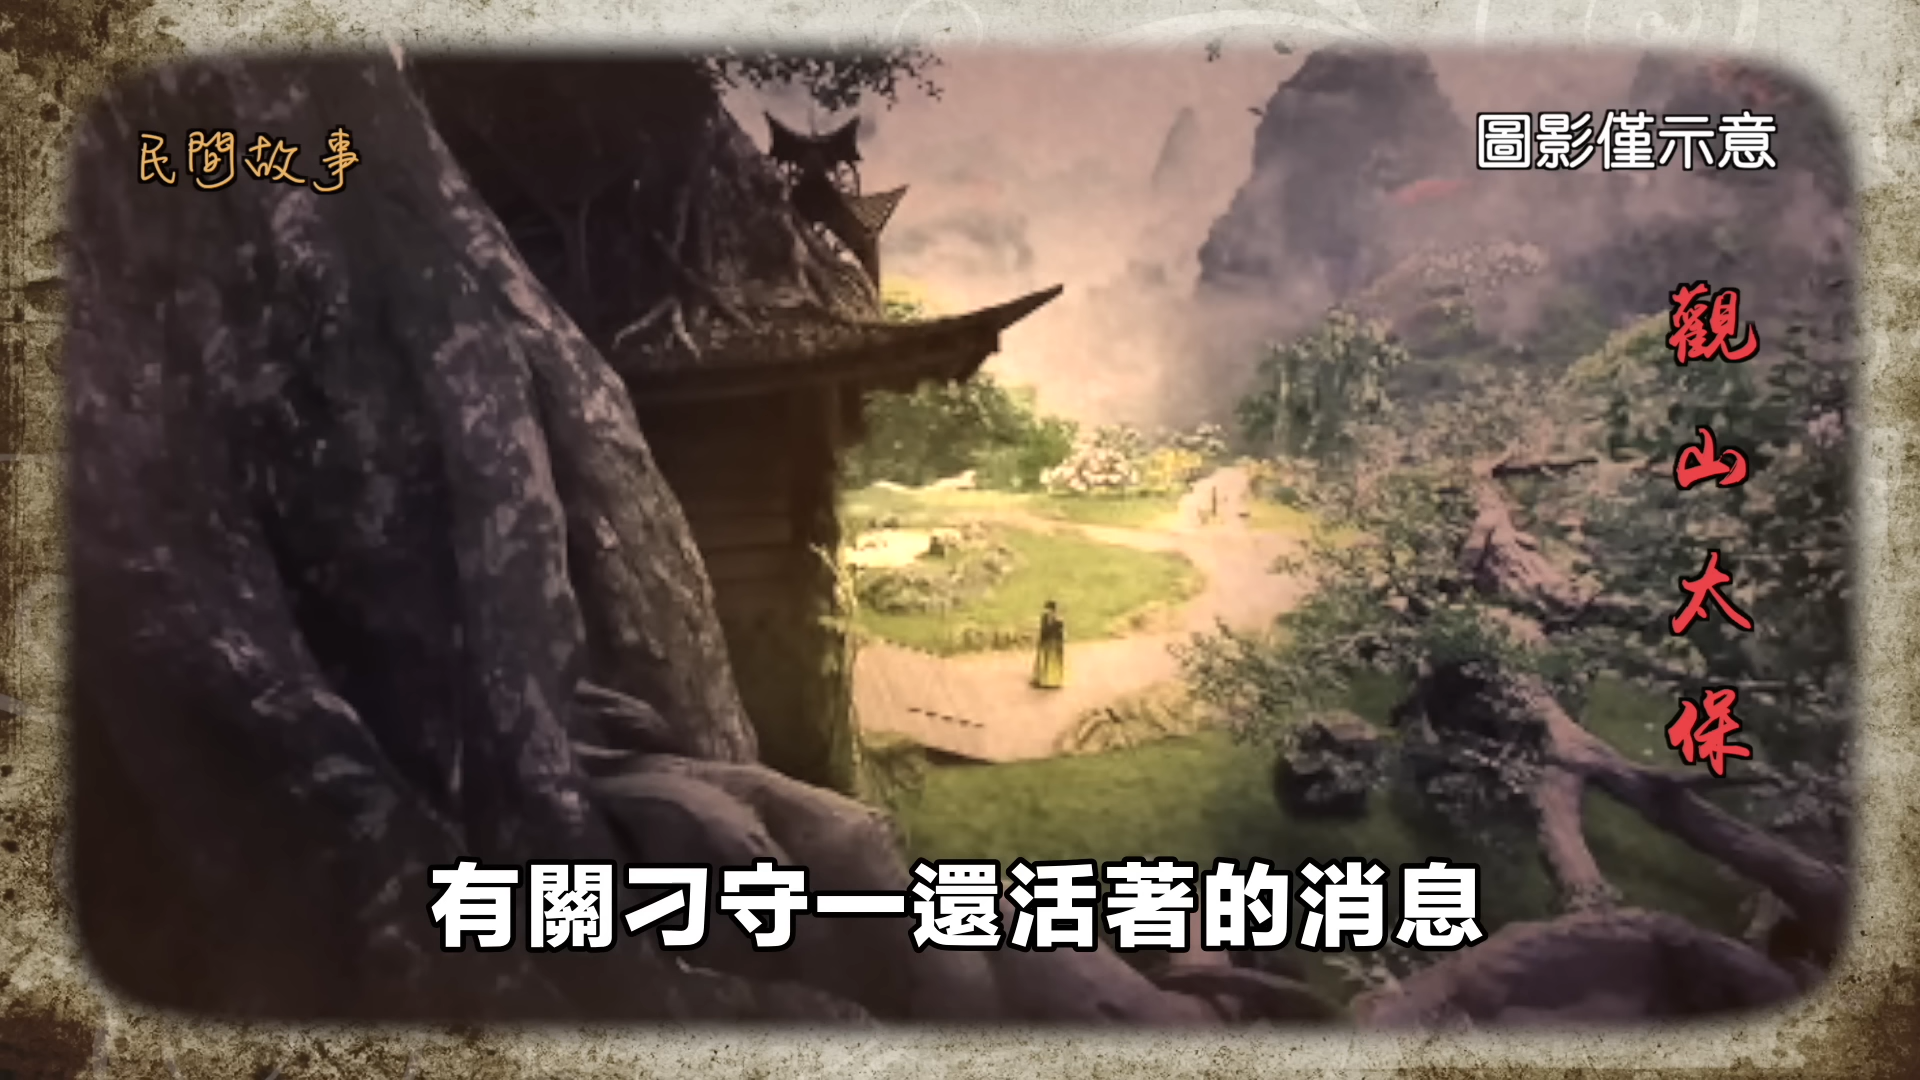 民間故事
圖影僅示意
觀山太保
有關刁守一還活著的消息